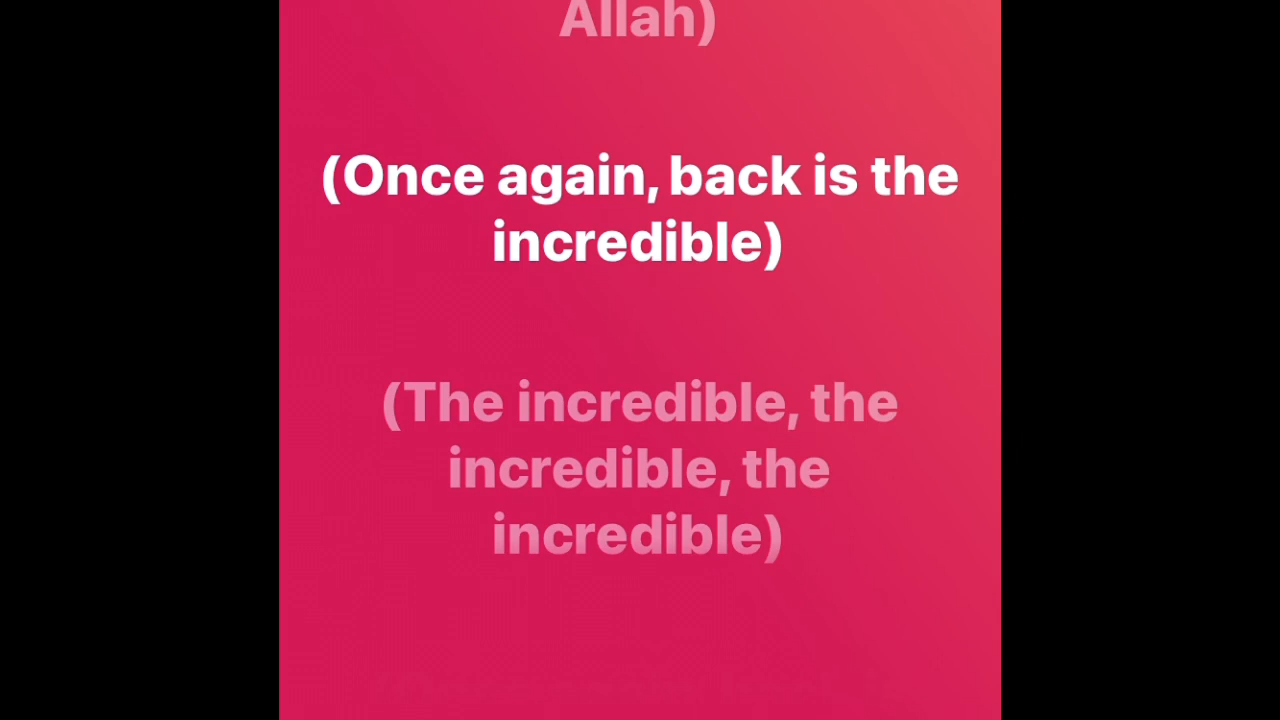 Allah)
(Once again, back is the
incredible)
(The incredible, the
incredible, the
incredible)